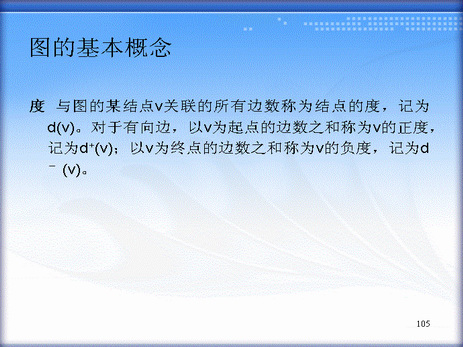 图的基本概念
度 与图的某结点v关联的所有边数称为结点的度，记为
d(v)。对于有向边，以v为起点的边数之和称为v的正度，
记为d⁺(v)；以v为终点的边数之和称为v的负度，记为d
⁻ (v)。
105